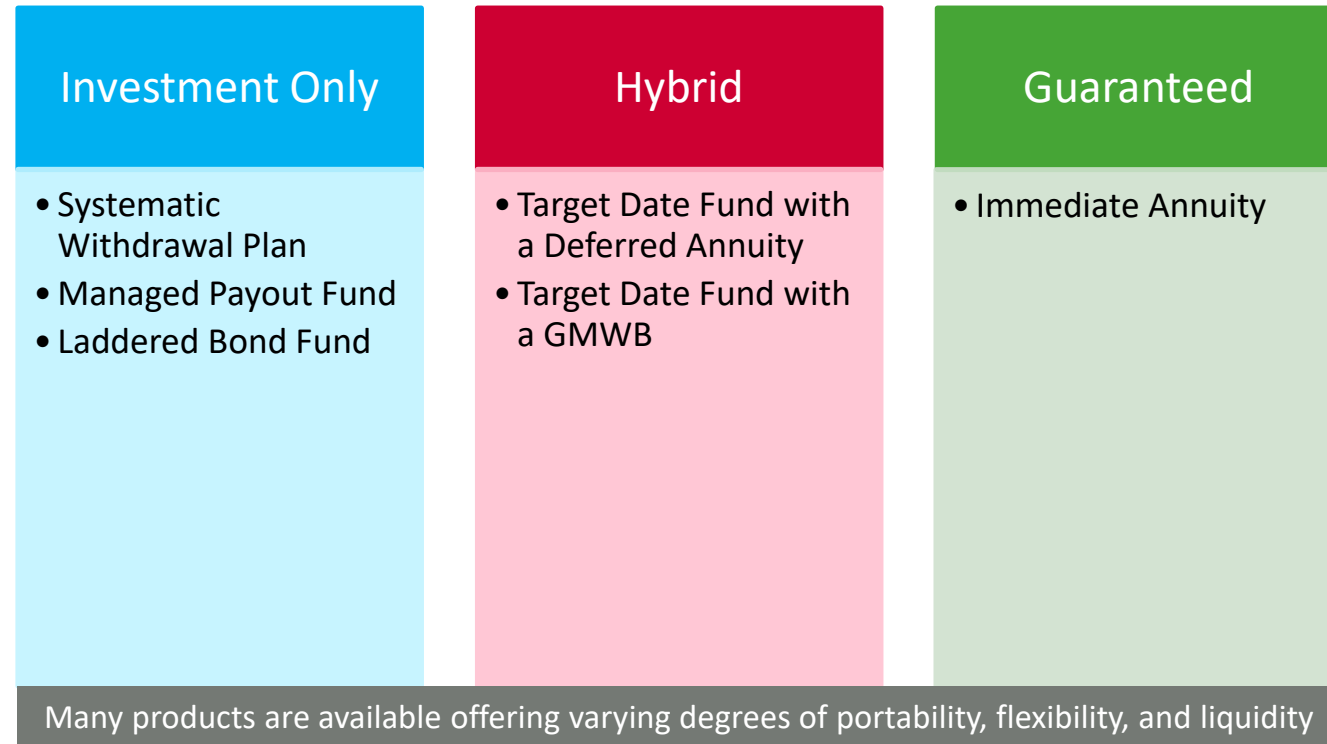 Investment Only
• Systematic
Withdrawal Plan
• Managed Payout Fund
• Laddered Bond Fund
Hybrid
• Target Date Fund with
a Deferred Annuity
• Target Date Fund with
a GMWB
Guaranteed
• Immediate Annuity
Many products are available offering varying degrees of portability, flexibility, and liquidity